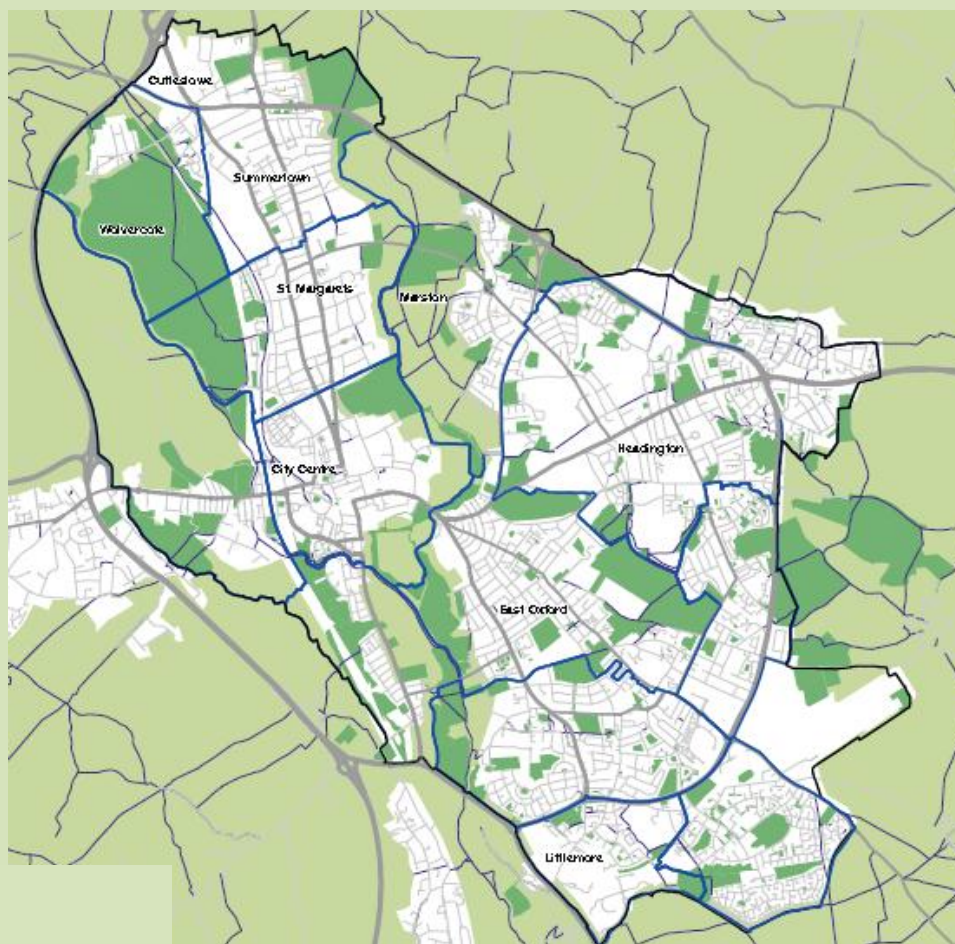 Cutteslowe
Summertown
Wolvercote
St. Margarets
Marston
Headington
City Centre
East Oxford
Littlemore